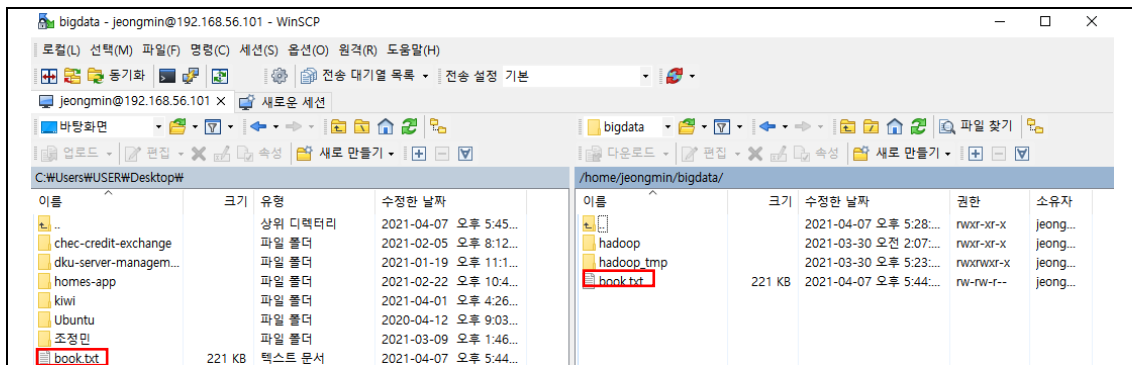 bigdata - jeongmin@192.168.56.101 - WinSCP
로컬(L) 선택(M) 파일(F) 명령(C) 세션(S) 옵션(O) 원격(R) 도움말(H)
동기화 전송 대기열 목록 전송 설정 기본
jeongmin@192.168.56.101 새로운 세션
바탕화면 bigdata 파일 찾기
업로드 편집 속성 새로 만들기 다운로드 편집 속성 새로 만들기
C:₩Users₩USER₩Desktop₩ /home/jeongmin/bigdata/
이름 크기 유형 수정한 날짜 이름 크기 수정한 날짜 권한 소유자
.. 상위 디렉터리 2021-04-07 오후 5:45... .. 2021-04-07 오후 5:28:... rwxr-xr-x jeong...
chec-credit-exchange 파일 폴더 2021-02-05 오후 8:12... hadoop 2021-03-30 오전 2:07:... rwxr-xr-x jeong...
dku-server-managem... 파일 폴더 2021-01-19 오후 11:1... hadoop_tmp 2021-03-30 오후 5:23:... rwxrwxr-x jeong...
homes-app 파일 폴더 2021-02-22 오후 10:4... book.txt 221 KB 2021-04-07 오후 5:44:... rw-rw-r-- jeong...
kiwi 파일 폴더 2021-04-01 오후 4:26...
Ubuntu 파일 폴더 2020-04-12 오후 9:03...
조정민 파일 폴더 2021-03-09 오후 1:46...
book.txt 221 KB 텍스트 문서 2021-04-07 오후 5:44...